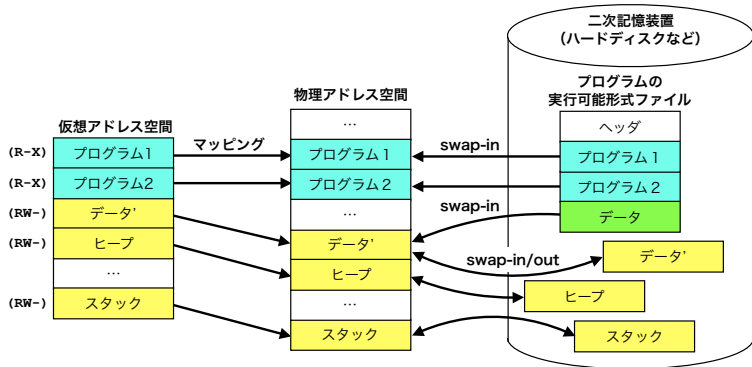 二次記憶装置
（ハードディスクなど）
プログラムの
実行可能形式ファイル
ヘッダ
プログラム１
プログラム２
データ
データ'
ヒープ
スタック
物理アドレス空間
…
プログラム１
プログラム２
…
データ'
ヒープ
…
スタック
仮想アドレス空間
(R-X)
プログラム1
(R-X)
プログラム2
(RW-)
データ'
(RW-)
ヒープ
…
(RW-)
スタック
マッピング
swap-in
swap-in
swap-in/out